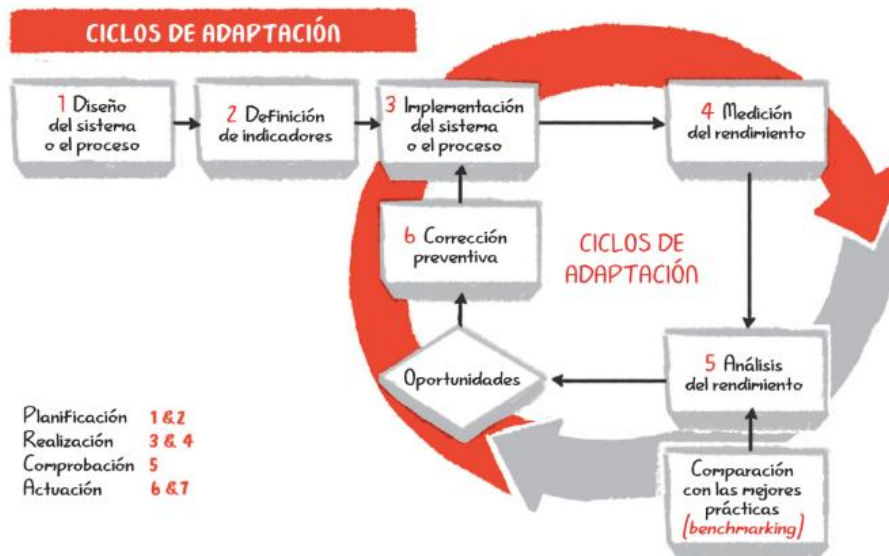 CICLOS DE ADAPTACIÓN
1 Diseño
del sistema
o el proceso
2 Definición
de indicadores
3 Implementación
del sistema
o el proceso
4 Medición
del rendimiento
6 Corrección
preventiva
CICLOS DE
ADAPTACIÓN
Oportunidades
5 Análisis
del rendimiento
Comparación
con las mejores
prácticas
(benchmarking)
Planificación 1 & 2
Realización 3 & 4
Comprobación 5
Actuación 6 & 7